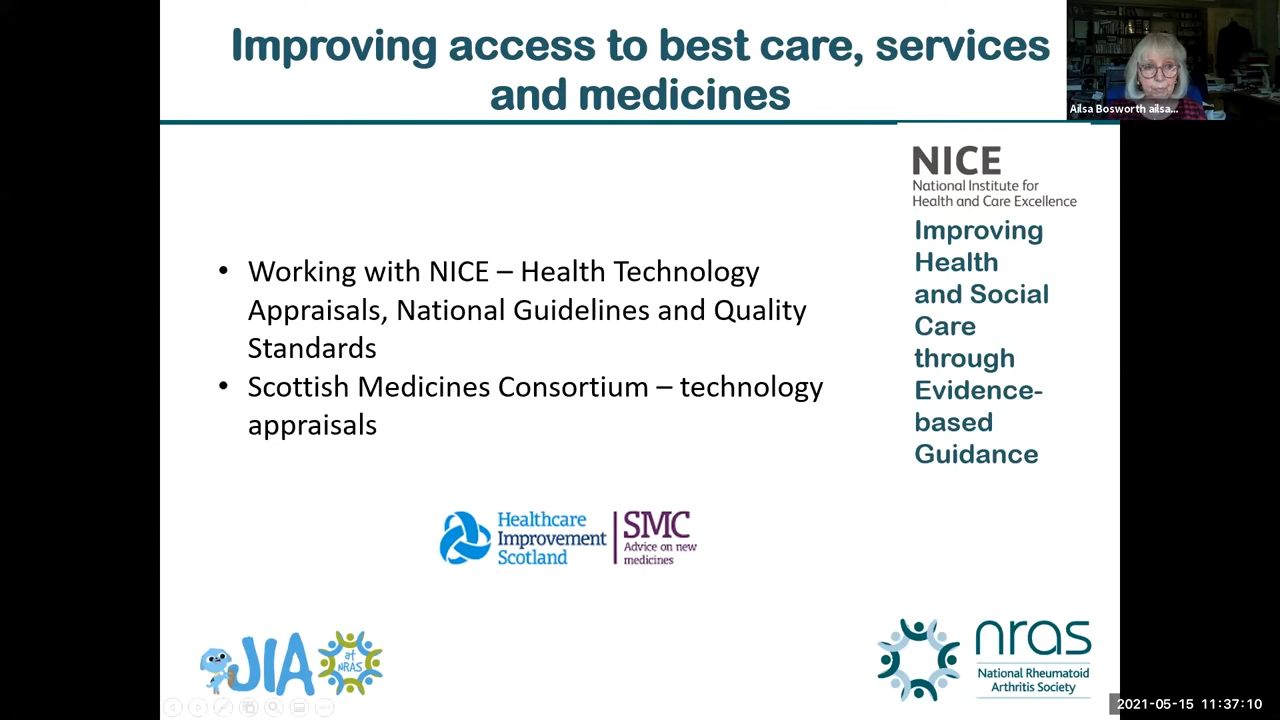 Improving access to best care, services
and medicines
Ailsa Bosworth ailsa...
NICE
National Institute for
Health and Care Excellence
Improving
Health
and Social
Care
through
Evidence-
based
Guidance
• Working with NICE – Health Technology
Appraisals, National Guidelines and Quality
Standards
• Scottish Medicines Consortium – technology
appraisals
Healthcare
Improvement
Scotland
SMC
Advice on new
medicines
JIA
at
NRAS
nras
National Rheumatoid
Arthritis Society
2021-05-15 11:37:10